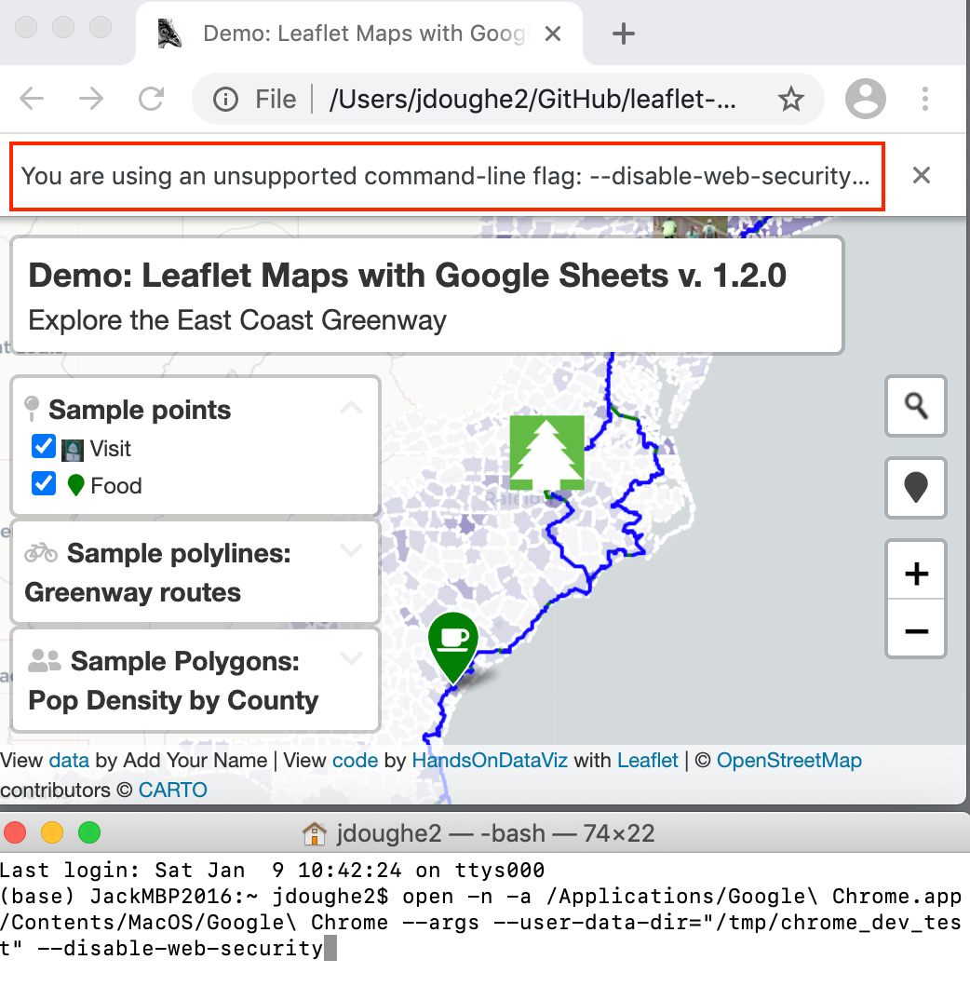 Demo: Leaflet Maps with Goog
File | /Users/jdoughe2/GitHub/leaflet-...
You are using an unsupported command-line flag: --disable-web-security...
Demo: Leaflet Maps with Google Sheets v. 1.2.0
Explore the East Coast Greenway
Sample points
Visit
Food
Sample polylines:
Greenway routes
Sample Polygons:
Pop Density by County
Raleigh
+
−
View data by Add Your Name | View code by HandsOnDataViz with Leaflet | © OpenStreetMap
contributors © CARTO
jdoughe2 — -bash — 74×22
Last login: Sat Jan  9 10:42:24 on ttys000
(base) JackMBP2016:~ jdoughe2$ open -n -a /Applications/Google\ Chrome.app
/Contents/MacOS/Google\ Chrome --args --user-data-dir="/tmp/chrome_dev_tes
t" --disable-web-security